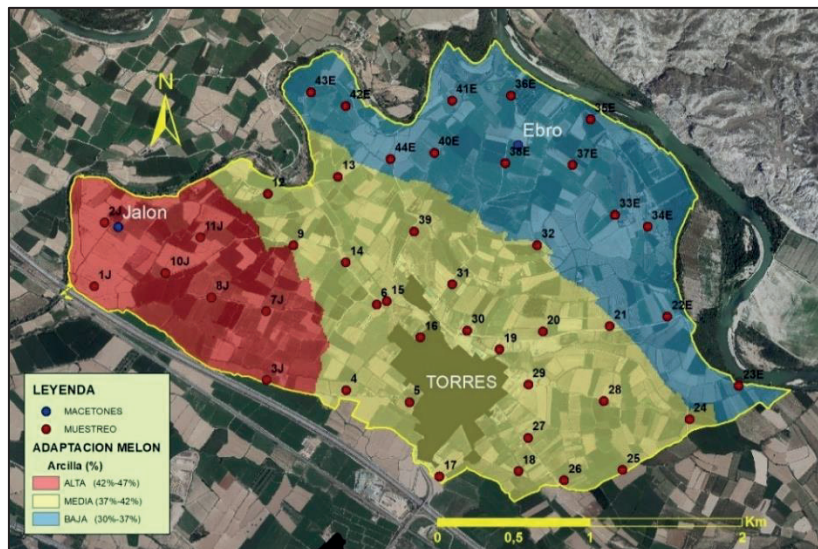 43E
42E
41E
36E
35E
Ebro
N
44E
40E
38E
37E
13
12
2J
Jalon
11J
39
33E
34E
32
9
14
10J
1J
8J
7J
6
15
31
22E
16
30
19
20
21
3J
4
5
TORRES
29
28
23E
24
27
17
18
26
25
LEYENDA
MACETONES
MUESTREO
ADAPTACION MELON
Arcilla (%)
ALTA (42%-47%)
MEDIA (37%-42%)
BAJA (30%-37%)
Km
0 0,5 1 2